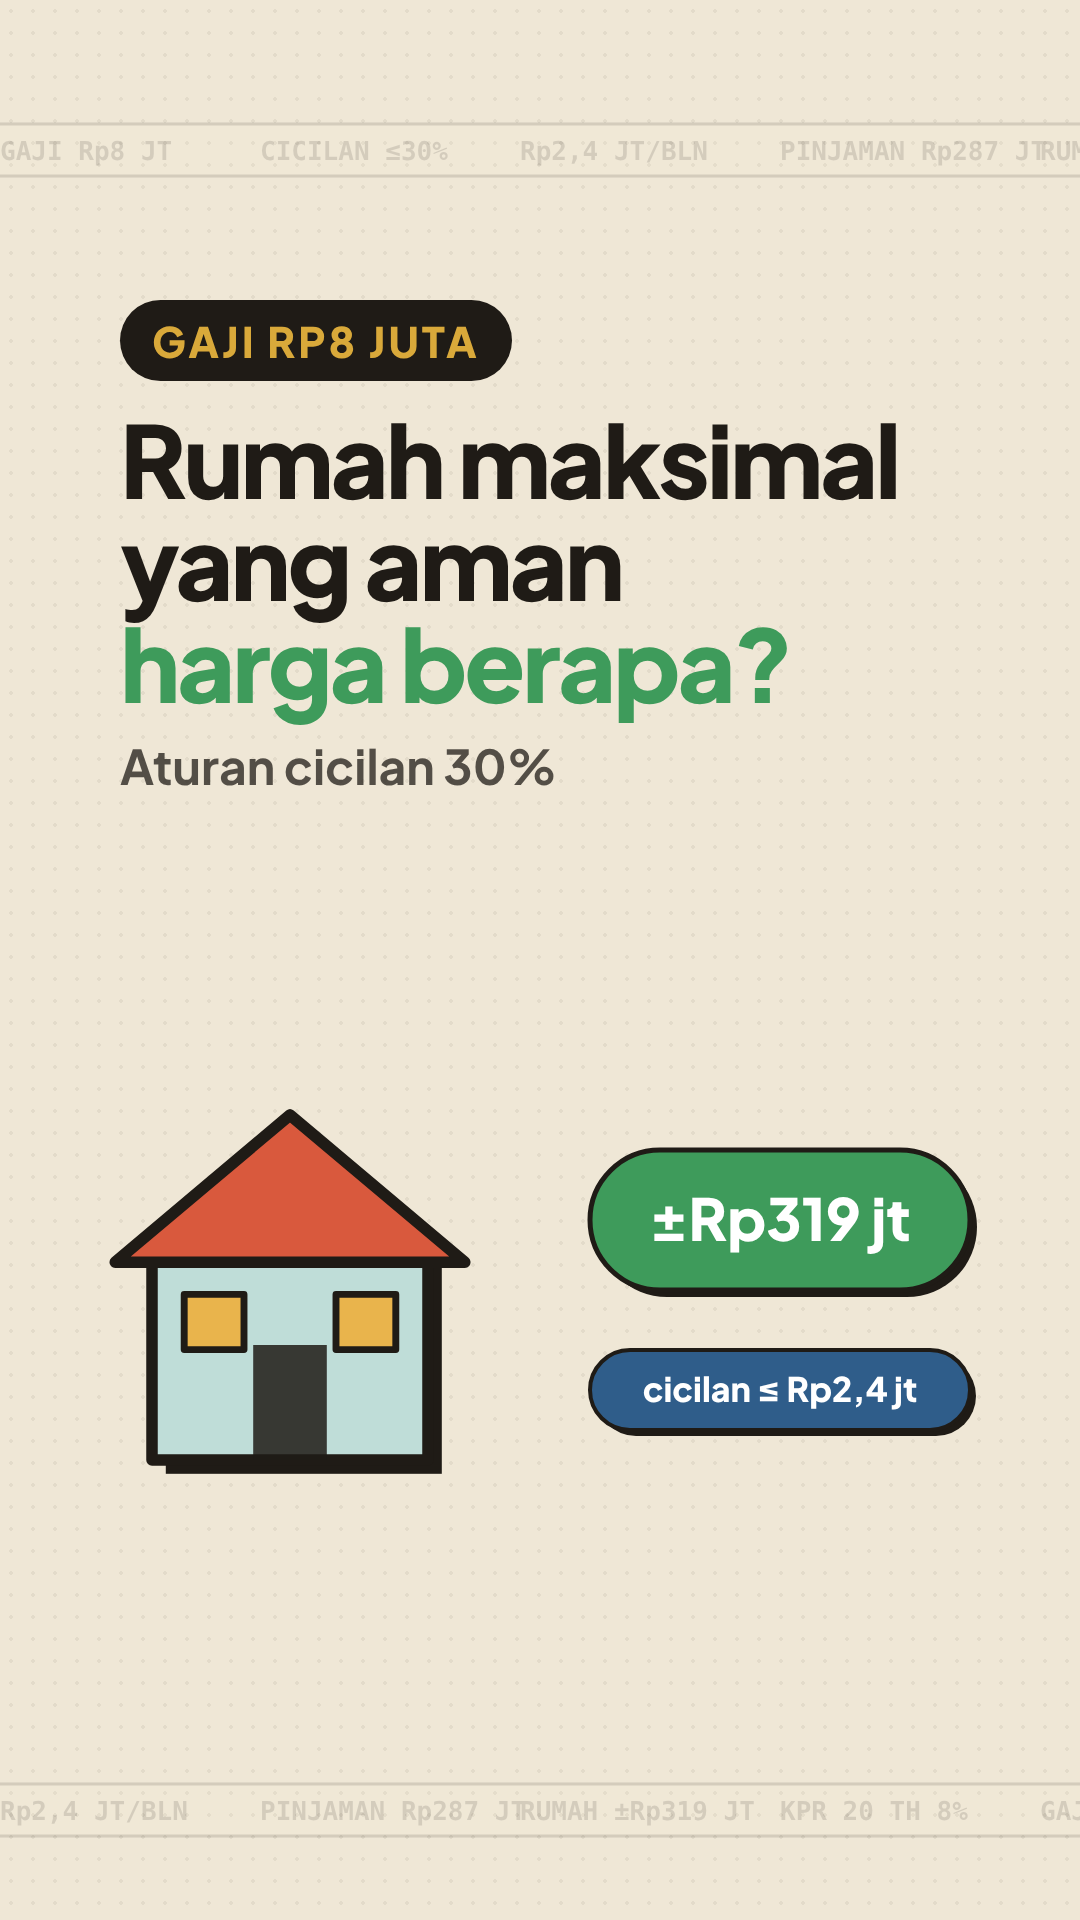 GAJI Rp8 JT CICILAN ≤30% Rp2,4 JT/BLN PINJAMAN Rp287 JT
GAJI RP8 JUTA
Rumah maksimal
yang aman
harga berapa?
Aturan cicilan 30%
±Rp319 jt
cicilan ≤ Rp2,4 jt
Rp2,4 JT/BLN PINJAMAN Rp287 JT RUMAH ±Rp319 JT KPR 20 TH 8%